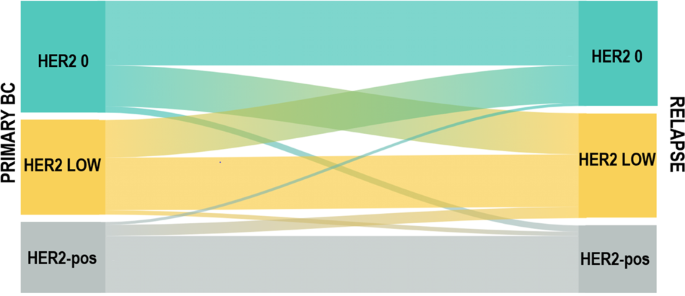 PRIMARY BC
HER2 0
HER2 LOW
HER2-pos
HER2 0
HER2 LOW
HER2-pos
RELAPSE